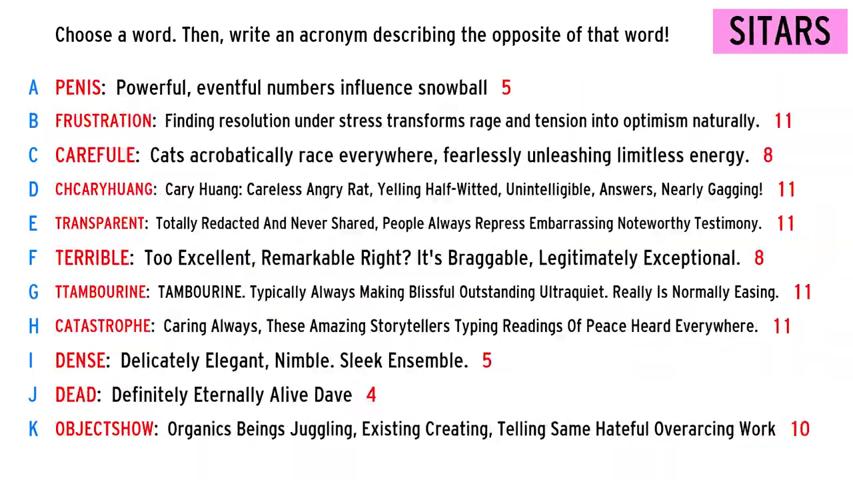 Choose a word. Then, write an acronym describing the opposite of that word!
SITARS
A PENIS: Powerful, eventful numbers influence snowball 5
B FRUSTRATION: Finding resolution under stress transforms rage and tension into optimism naturally. 11
C CAREFULE: Cats acrobatically race everywhere, fearlessly unleashing limitless energy. 8
D CHCARYHUANG: Cary Huang: Careless Angry Rat, Yelling Half-Witted, Unintelligible, Answers, Nearly Gagging! 11
E TRANSPARENT: Totally Redacted And Never Shared, People Always Repress Embarrassing Noteworthy Testimony. 11
F TERRIBLE: Too Excellent, Remarkable Right? It's Braggable, Legitimately Exceptional. 8
G TTAMBOURINE: TAMBOURINE. Typically Always Making Blissful Outstanding Ultraquiet. Really Is Normally Easing. 11
H CATASTROPHE: Caring Always, These Amazing Storytellers Typing Readings Of Peace Heard Everywhere. 11
I DENSE: Delicately Elegant, Nimble. Sleek Ensemble. 5
J DEAD: Definitely Eternally Alive Dave 4
K OBJECTSHOW: Organics Beings Juggling, Existing Creating, Telling Same Hateful Overarcing Work 10